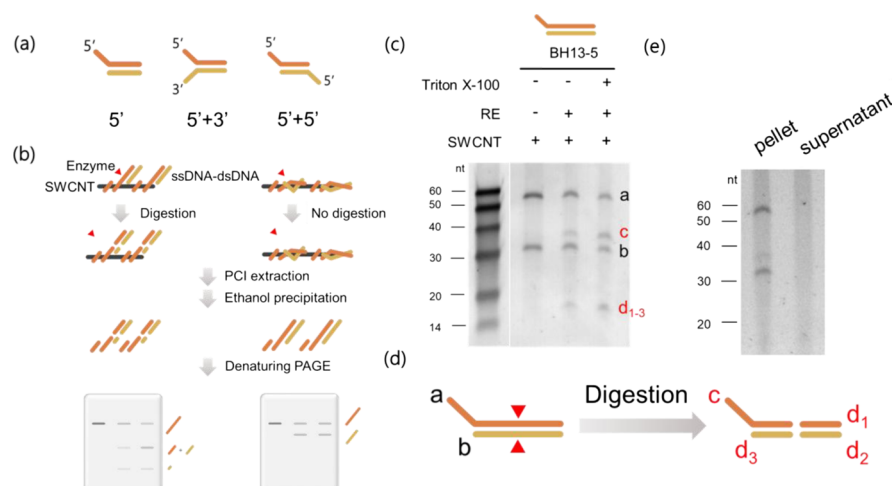 (a)
5’
5’
3’
5’
5’
5’
5’+3’
5’+5’
(b)
Enzyme
SWCNT
ssDNA-dsDNA
Digestion
No digestion
PCI extraction
Ethanol precipitation
Denaturing PAGE
(c)
BH13-5
Triton X-100 - - +
RE - + +
SWCNT + + +
nt
60
50
40
30
20
14
a
c
b
d1-3
(e)
pellet
supernatant
nt
60
50
40
30
20
(d)
a
b
Digestion
c
d1
d3
d2